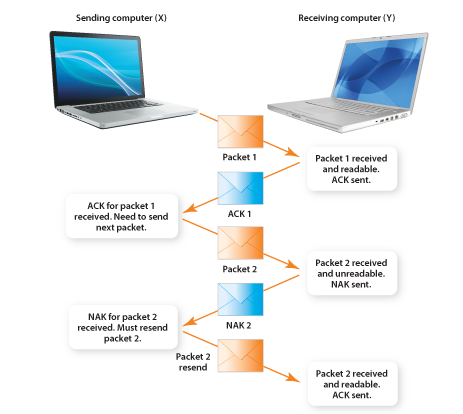 Sending computer (X)
Receiving computer (Y)
Packet 1
Packet 1 received
and readable.
ACK sent.
ACK for packet 1
received. Need to send
next packet.
ACK 1
Packet 2
Packet 2 received
and unreadable.
NAK sent.
NAK for packet 2
received. Must resend
packet 2.
NAK 2
Packet 2
resend
Packet 2 received
and readable.
ACK sent.